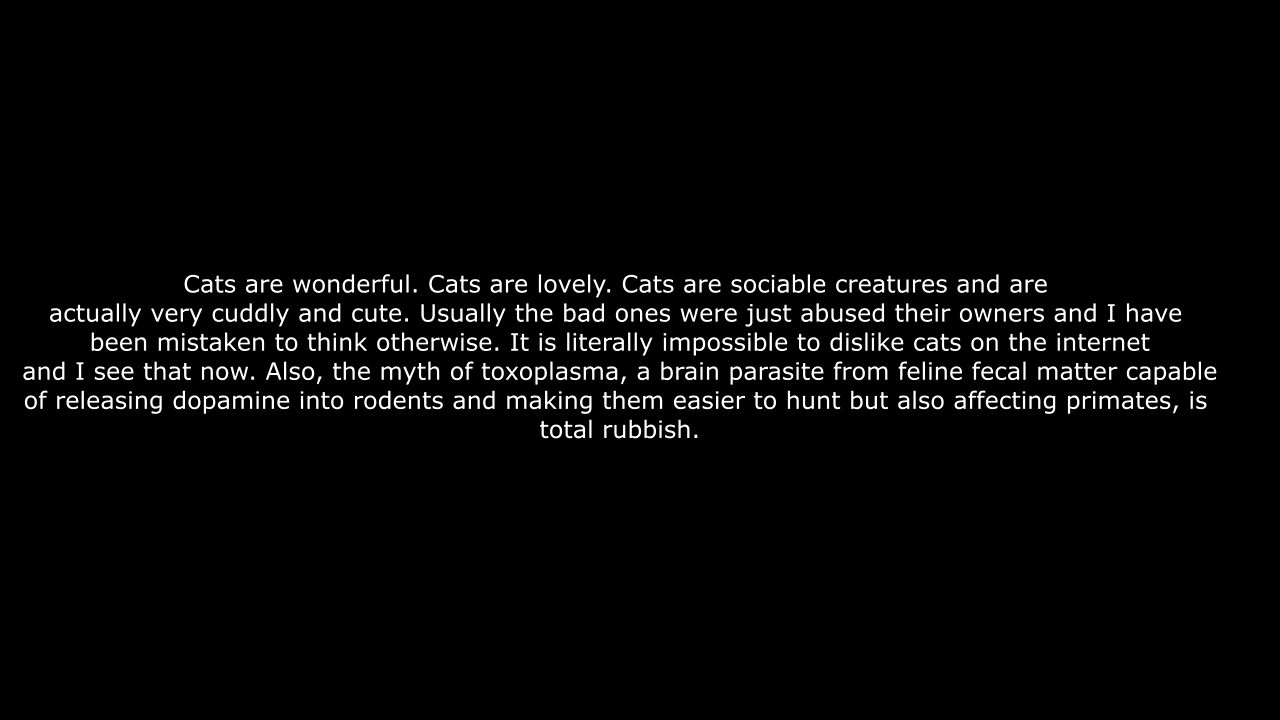 Cats are wonderful. Cats are lovely. Cats are sociable creatures and are
actually very cuddly and cute. Usually the bad ones were just abused their owners and I have
been mistaken to think otherwise. It is literally impossible to dislike cats on the internet
and I see that now. Also, the myth of toxoplasma, a brain parasite from feline fecal matter capable
of releasing dopamine into rodents and making them easier to hunt but also affecting primates, is
total rubbish.